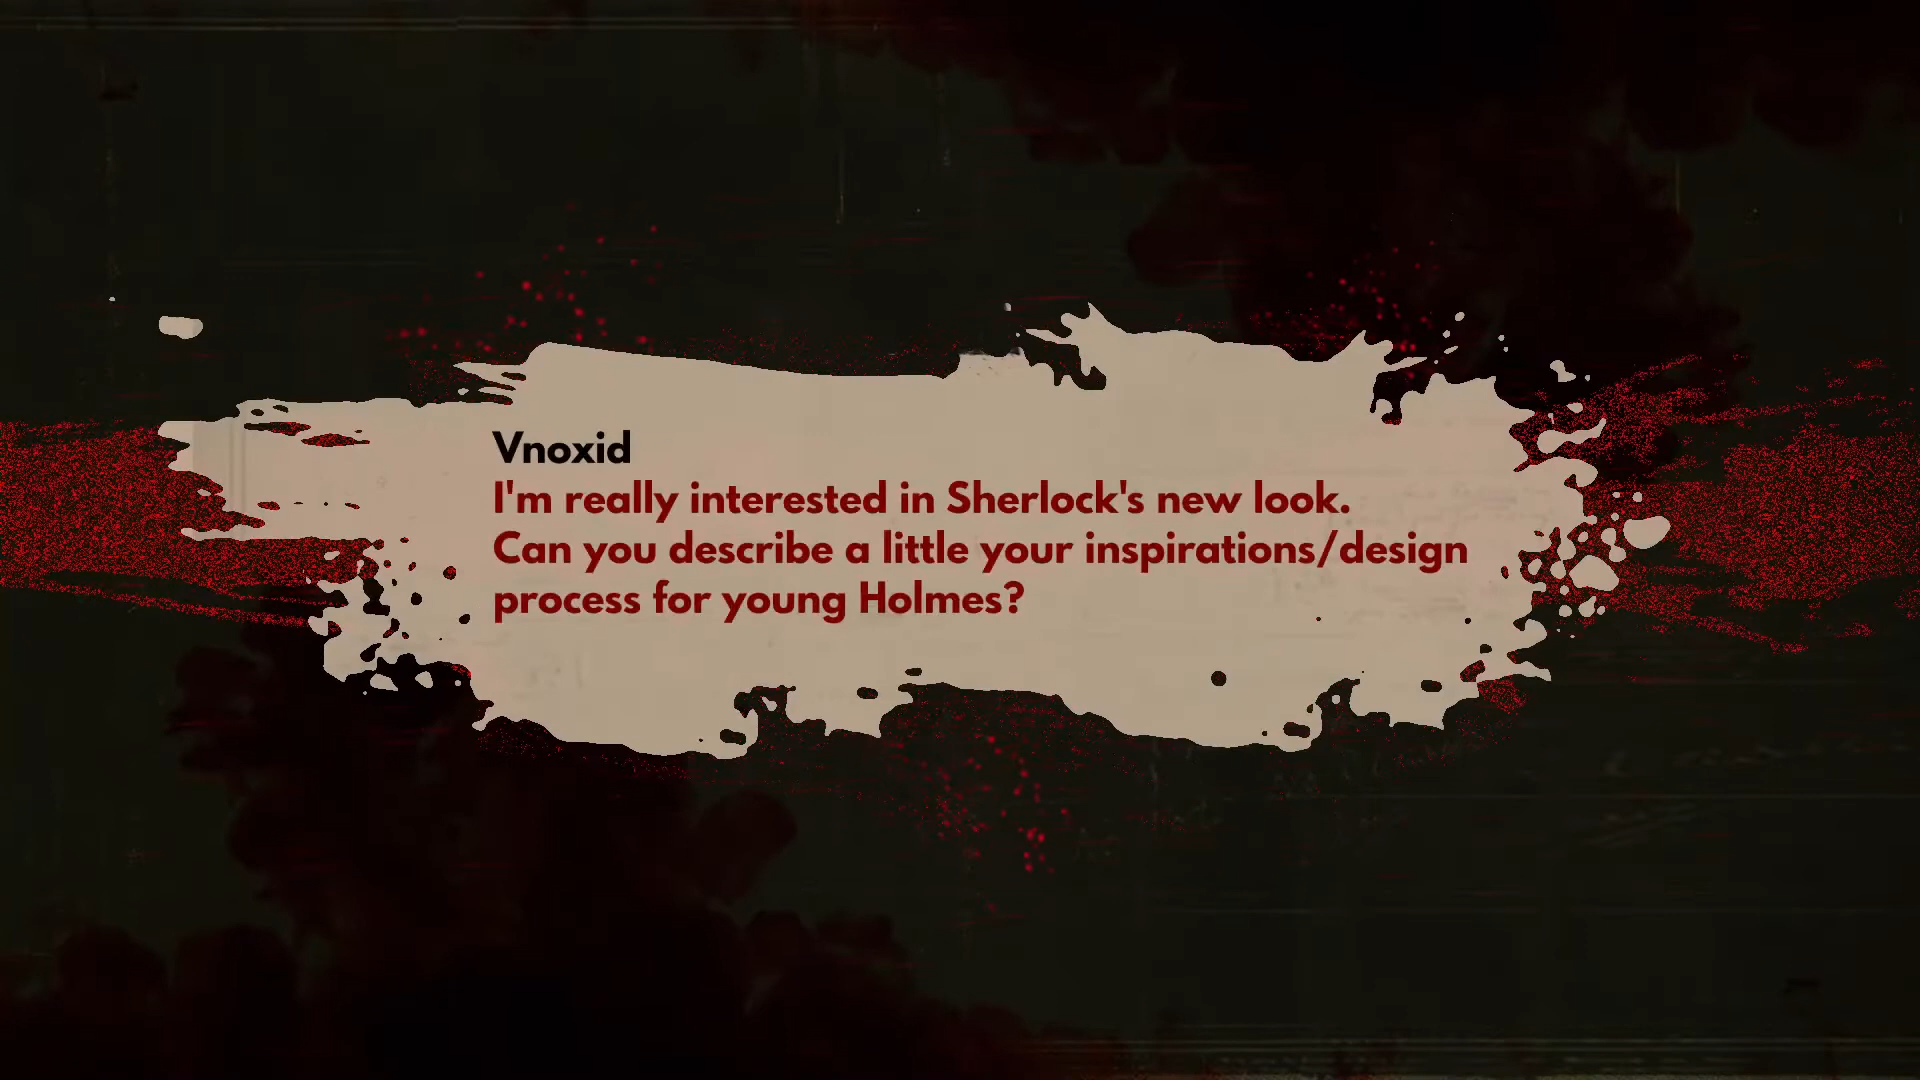 Vnoxid
I'm really interested in Sherlock's new look.
Can you describe a little your inspirations/design
process for young Holmes?